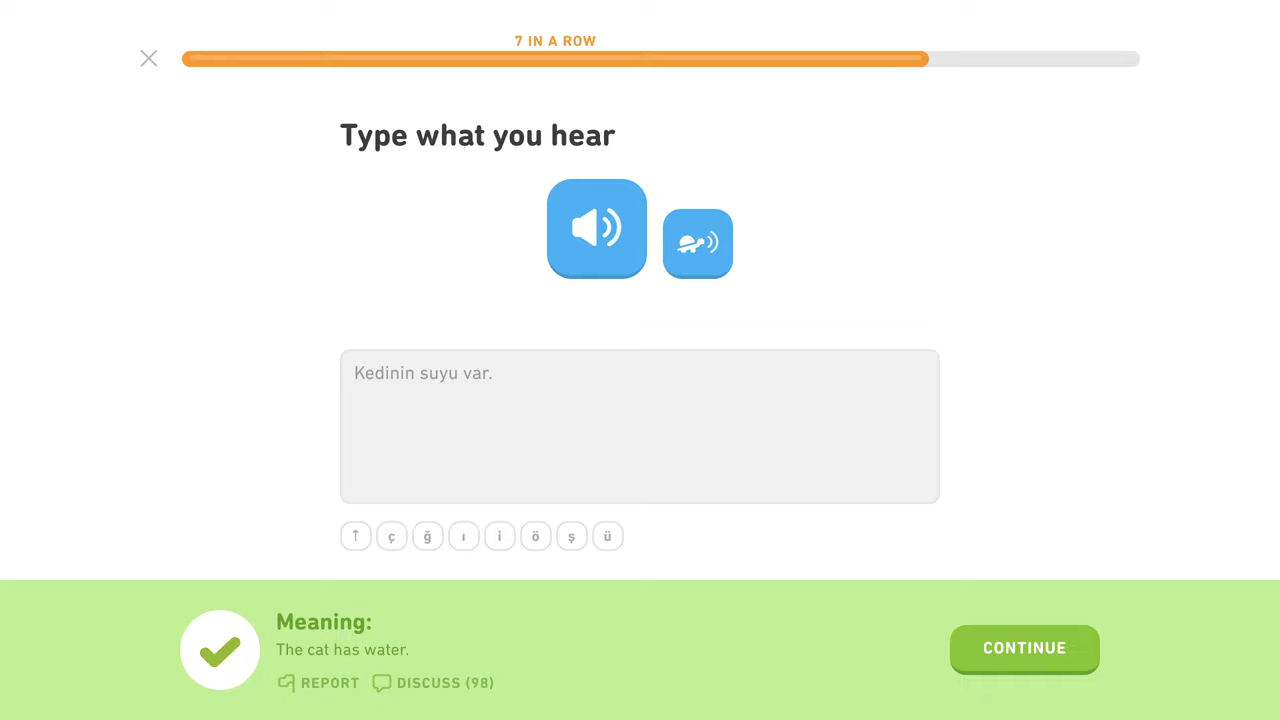 7 IN A ROW
Type what you hear
Kedinin suyu var.
↑ ç ğ ı i ö ş ü
Meaning:
The cat has water.
REPORT DISCUSS (98)
CONTINUE